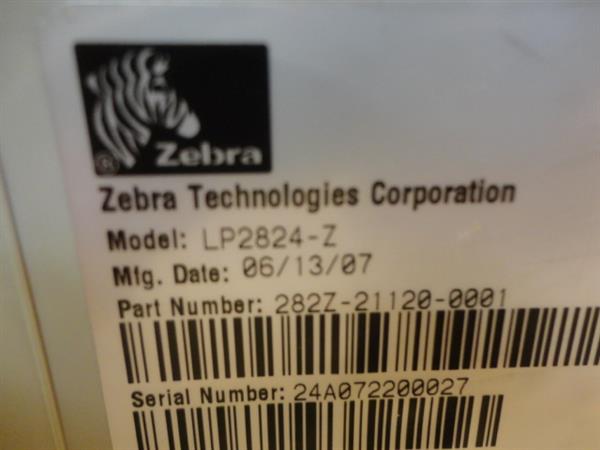 ® Zebra
Zebra Technologies Corporation
Model: LP2824-Z
Mfg. Date: 06/13/07
Part Number: 282Z-21120-0001
Serial Number: 24A072200027